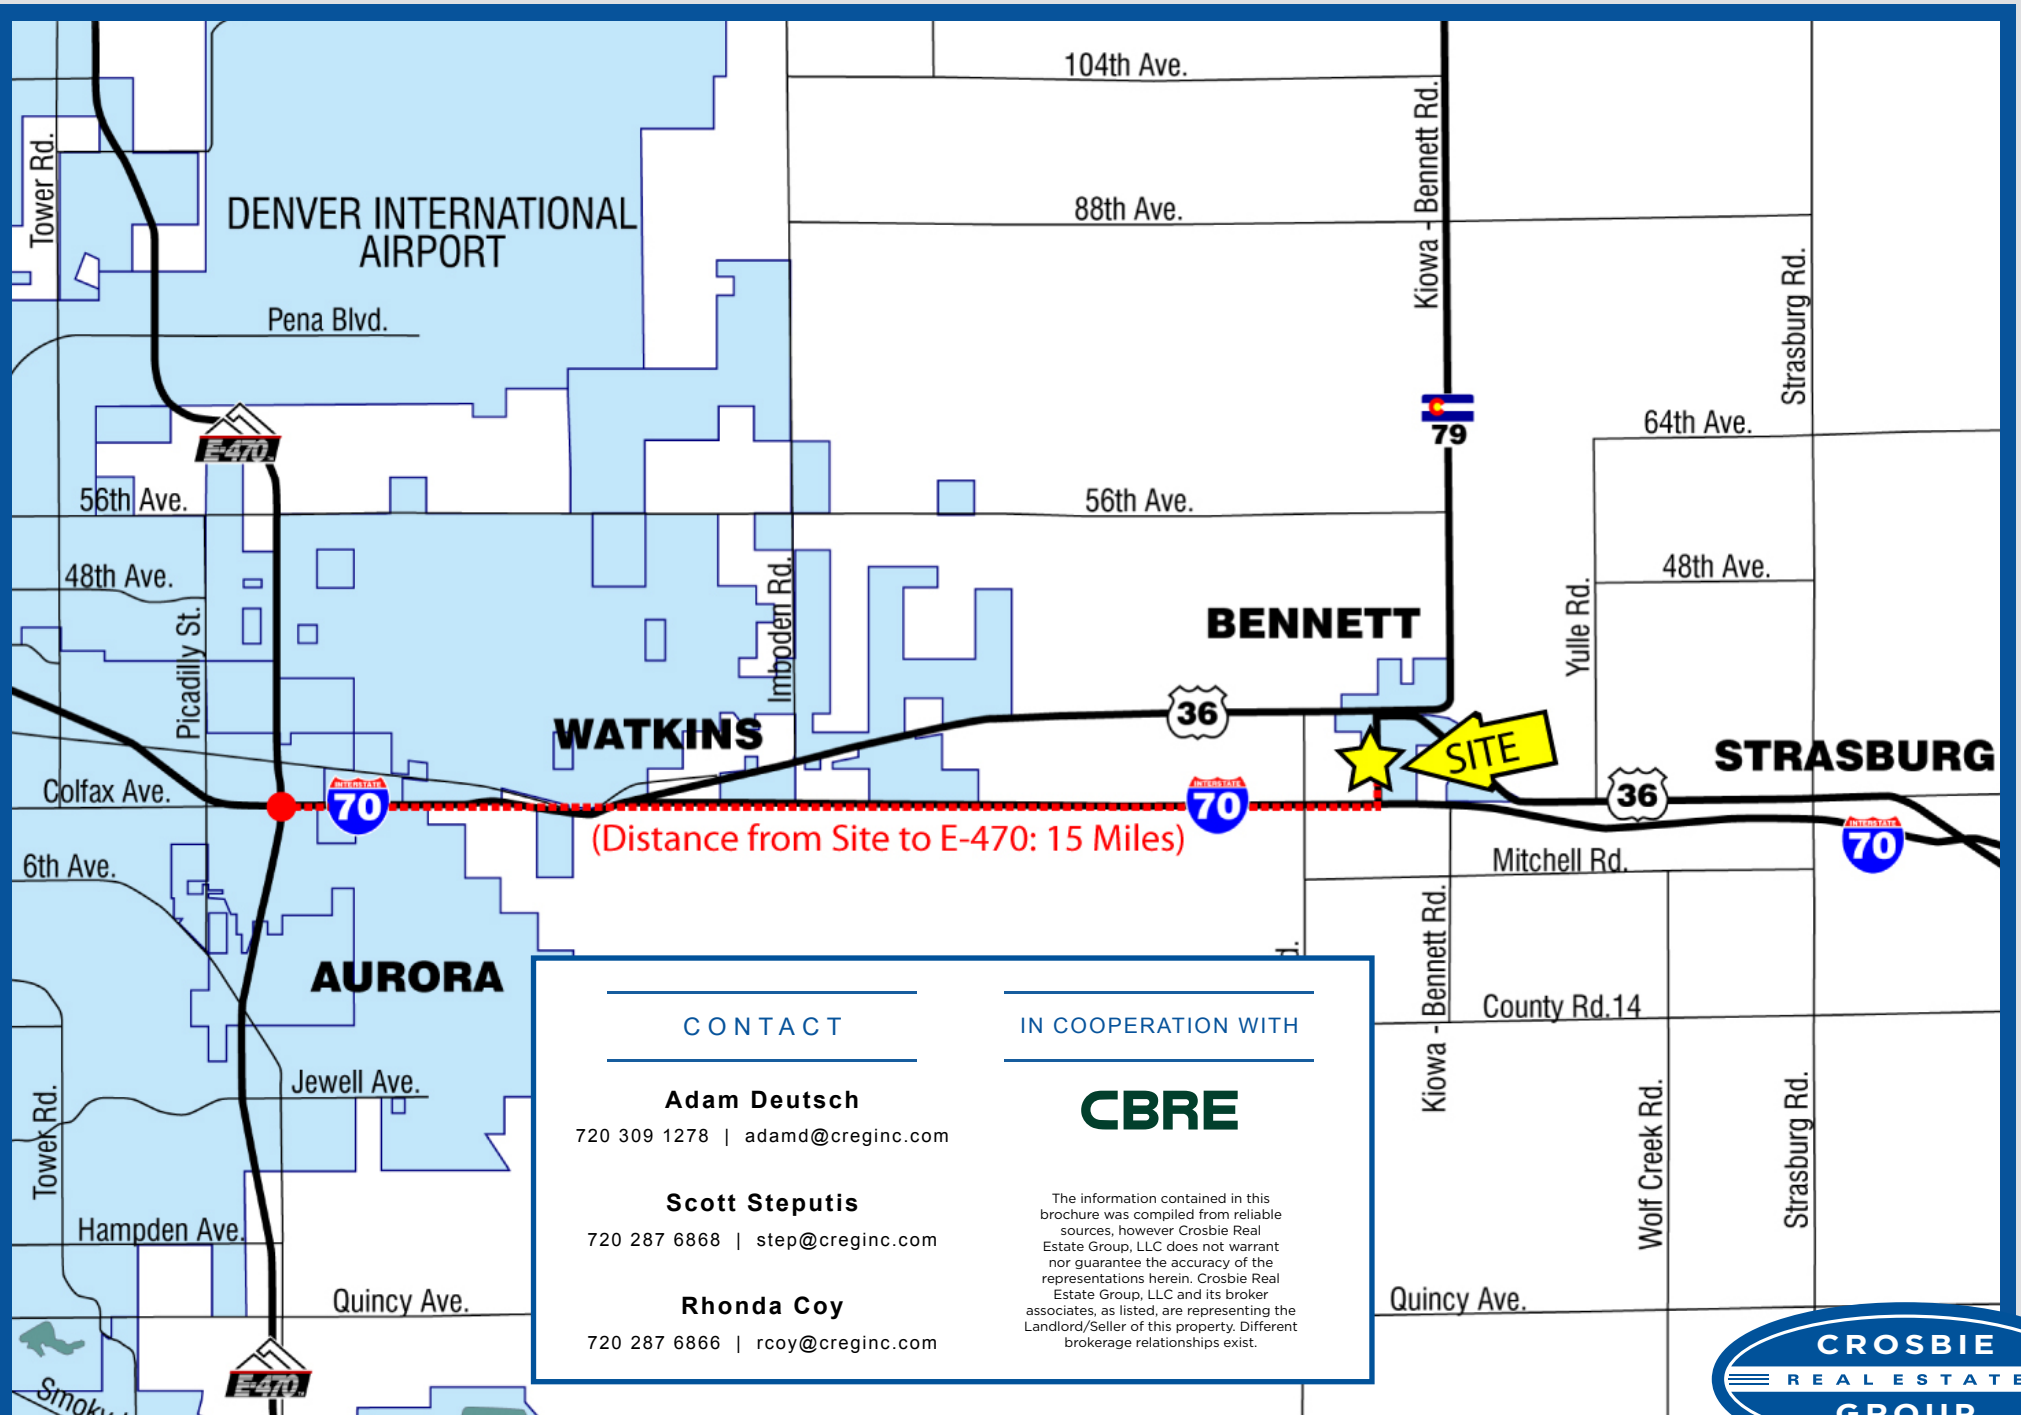 104th Ave.
Kiowa - Bennett Rd.
Tower Rd.
DENVER INTERNATIONAL
AIRPORT
88th Ave.
Strasburg Rd.
Pena Blvd.
79
64th Ave.
E-470
56th Ave.
56th Ave.
48th Ave.
48th Ave.
Imboden Rd.
Yulle Rd.
Picadilly St.
BENNETT
WATKINS
36
SITE
STRASBURG
Colfax Ave.
INTERSTATE
70
INTERSTATE
70
36
(Distance from Site to E-470: 15 Miles)
INTERSTATE
70
6th Ave.
Mitchell Rd.
Kiowa - Bennett Rd.
AURORA
County Rd.14
Jewell Ave.
Tower Rd.
Wolf Creek Rd.
Strasburg Rd.
Hampden Ave.
Quincy Ave.
Quincy Ave.
E-470
CONTACT
Adam Deutsch
720 309 1278 | adamd@creginc.com
Scott Steputis
720 287 6868 | step@creginc.com
Rhonda Coy
720 287 6866 | rcoy@creginc.com
IN COOPERATION WITH
CBRE
The information contained in this
brochure was compiled from reliable
sources, however Crosbie Real
Estate Group, LLC does not warrant
nor guarantee the accuracy of the
representations herein. Crosbie Real
Estate Group, LLC and its broker
associates, as listed, are representing the
Landlord/Seller of this property. Different
brokerage relationships exist.
CROSBIE
REAL ESTATE
GROUP